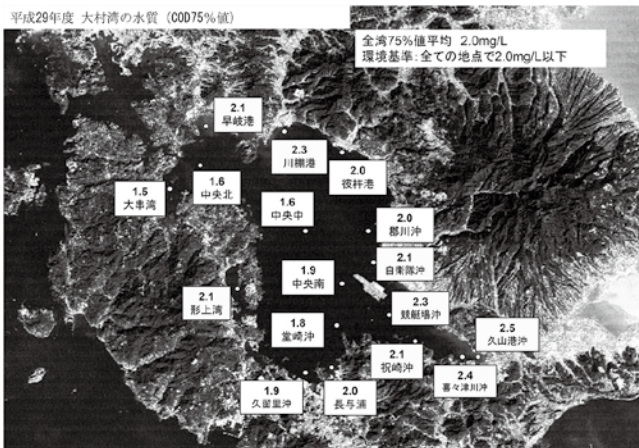 平成29年度 大村湾の水質 (COD75%値)
全湾75%値平均 2.0mg/L
環境基準：全ての地点で2.0mg/L以下
2.1
早岐港
2.3
川棚港
2.0
彼杵港
1.5
大串湾
1.6
中央北
1.6
中央中
2.0
郡川沖
2.1
自衛隊沖
1.9
中央南
2.1
形上湾
2.3
競艇場沖
1.8
堂崎沖
2.5
久山港沖
2.1
祝崎沖
2.4
喜々津川沖
1.9
久留里沖
2.0
長与浦